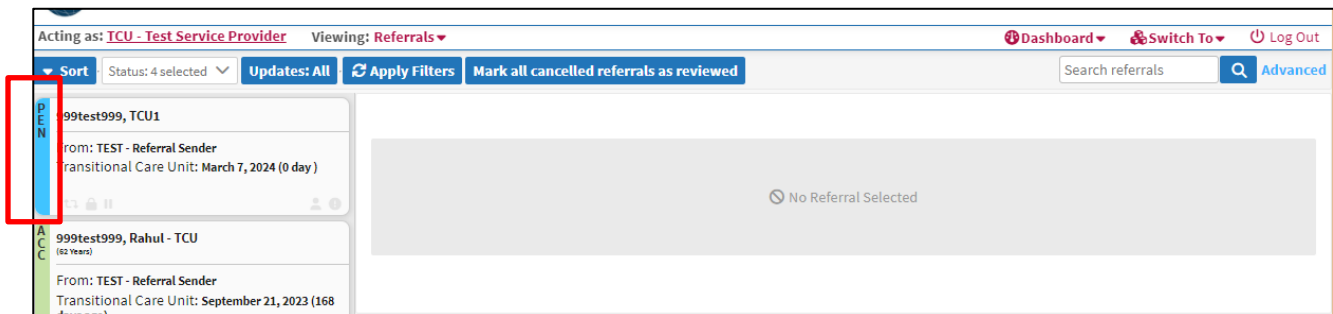 Acting as: TCU - Test Service Provider Viewing: Referrals Dashboard Switch To Log Out
Sort Status: 4 selected Updates: All Apply Filters Mark all cancelled referrals as reviewed Search referrals Advanced
PEN
999test999, TCU1
From: TEST - Referral Sender
Transitional Care Unit: March 7, 2024 (0 day )
No Referral Selected
ACC
999test999, Rahul - TCU
(62 Years)
From: TEST - Referral Sender
Transitional Care Unit: September 21, 2023 (168